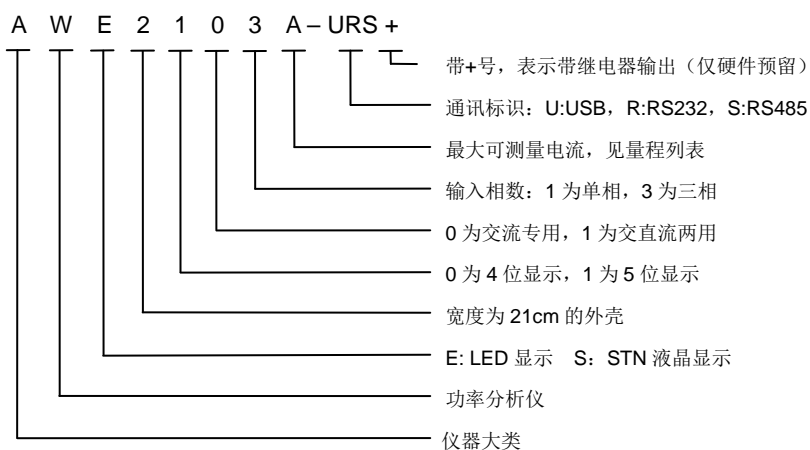 A W E 2 1 0 3 A – URS +
带+号，表示带继电器输出（仅硬件预留）
通讯标识：U:USB，R:RS232，S:RS485
最大可测量电流，见量程列表
输入相数：1 为单相，3 为三相
0 为交流专用，1 为交直流两用
0 为 4 位显示，1 为 5 位显示
宽度为 21cm 的外壳
E: LED 显示 S：STN 液晶显示
功率分析仪
仪器大类